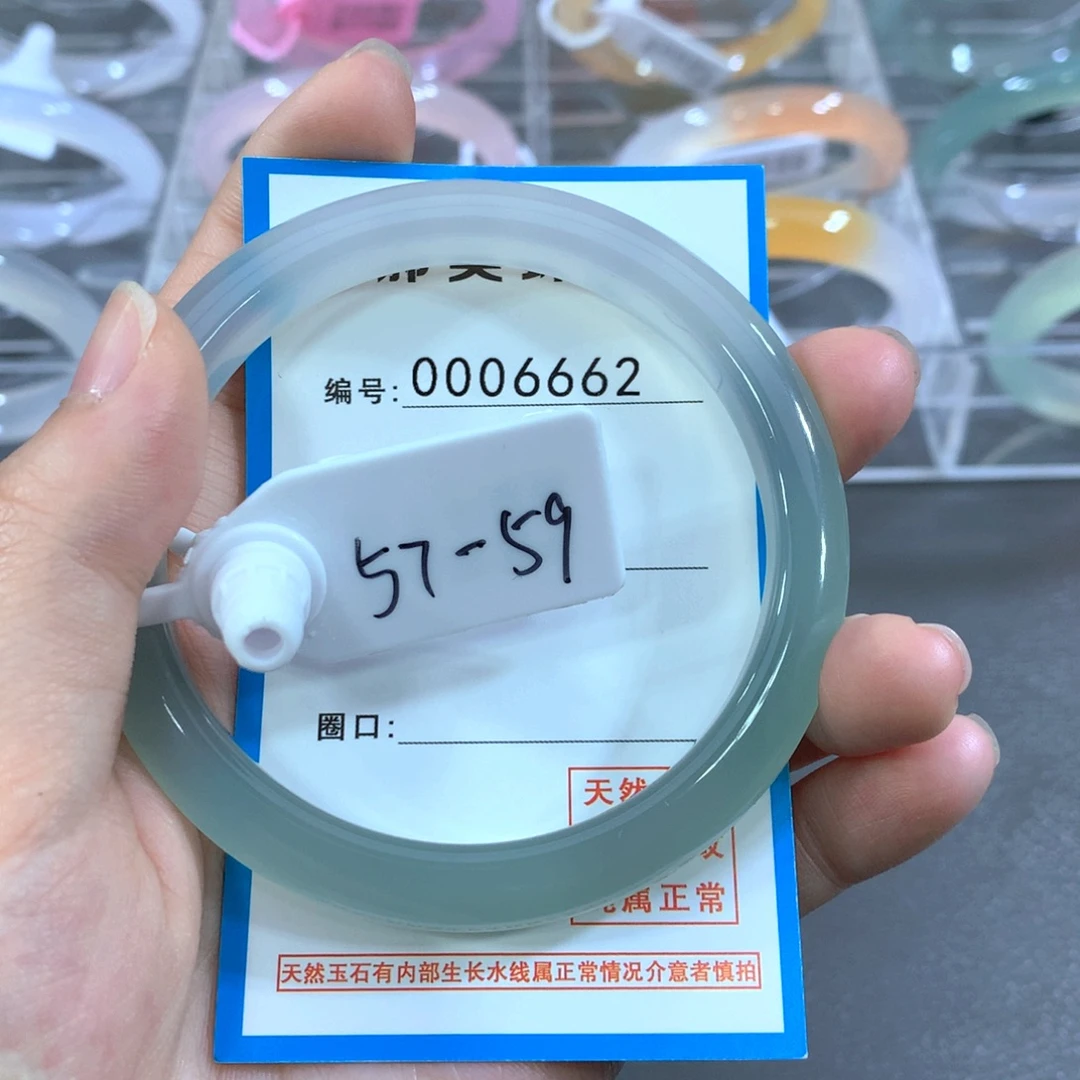 编号: 0006662
57-59
圈口:
天然
属正常
天然玉石有内部生长水线属正常情况介意者慎拍